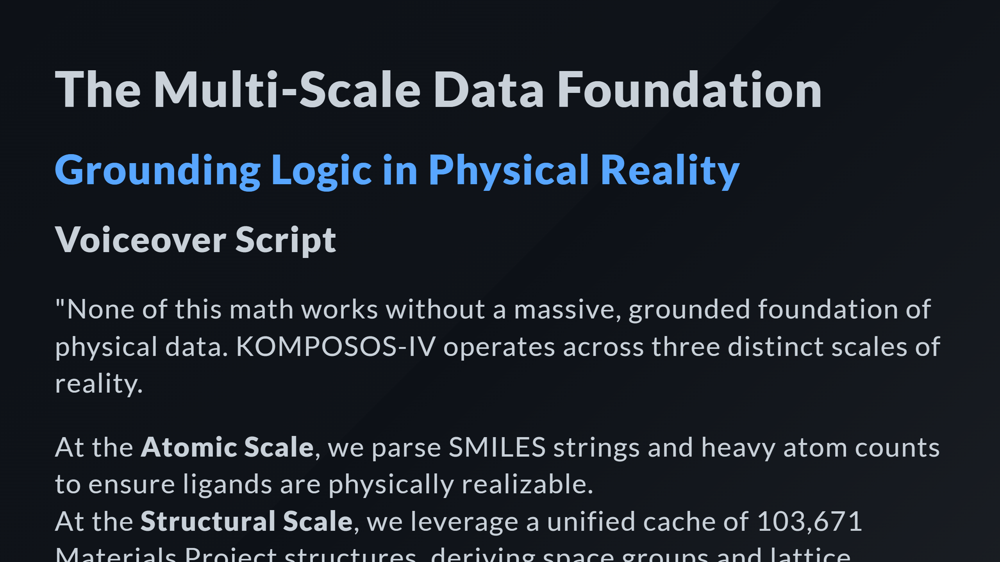 The Multi-Scale Data Foundation
Grounding Logic in Physical Reality
Voiceover Script
"None of this math works without a massive, grounded foundation of
physical data. KOMPOSOS-IV operates across three distinct scales of
reality.
At the Atomic Scale, we parse SMILES strings and heavy atom counts
to ensure ligands are physically realizable.
At the Structural Scale, we leverage a unified cache of 103,671
Materials Project structures, deriving space groups and lattice